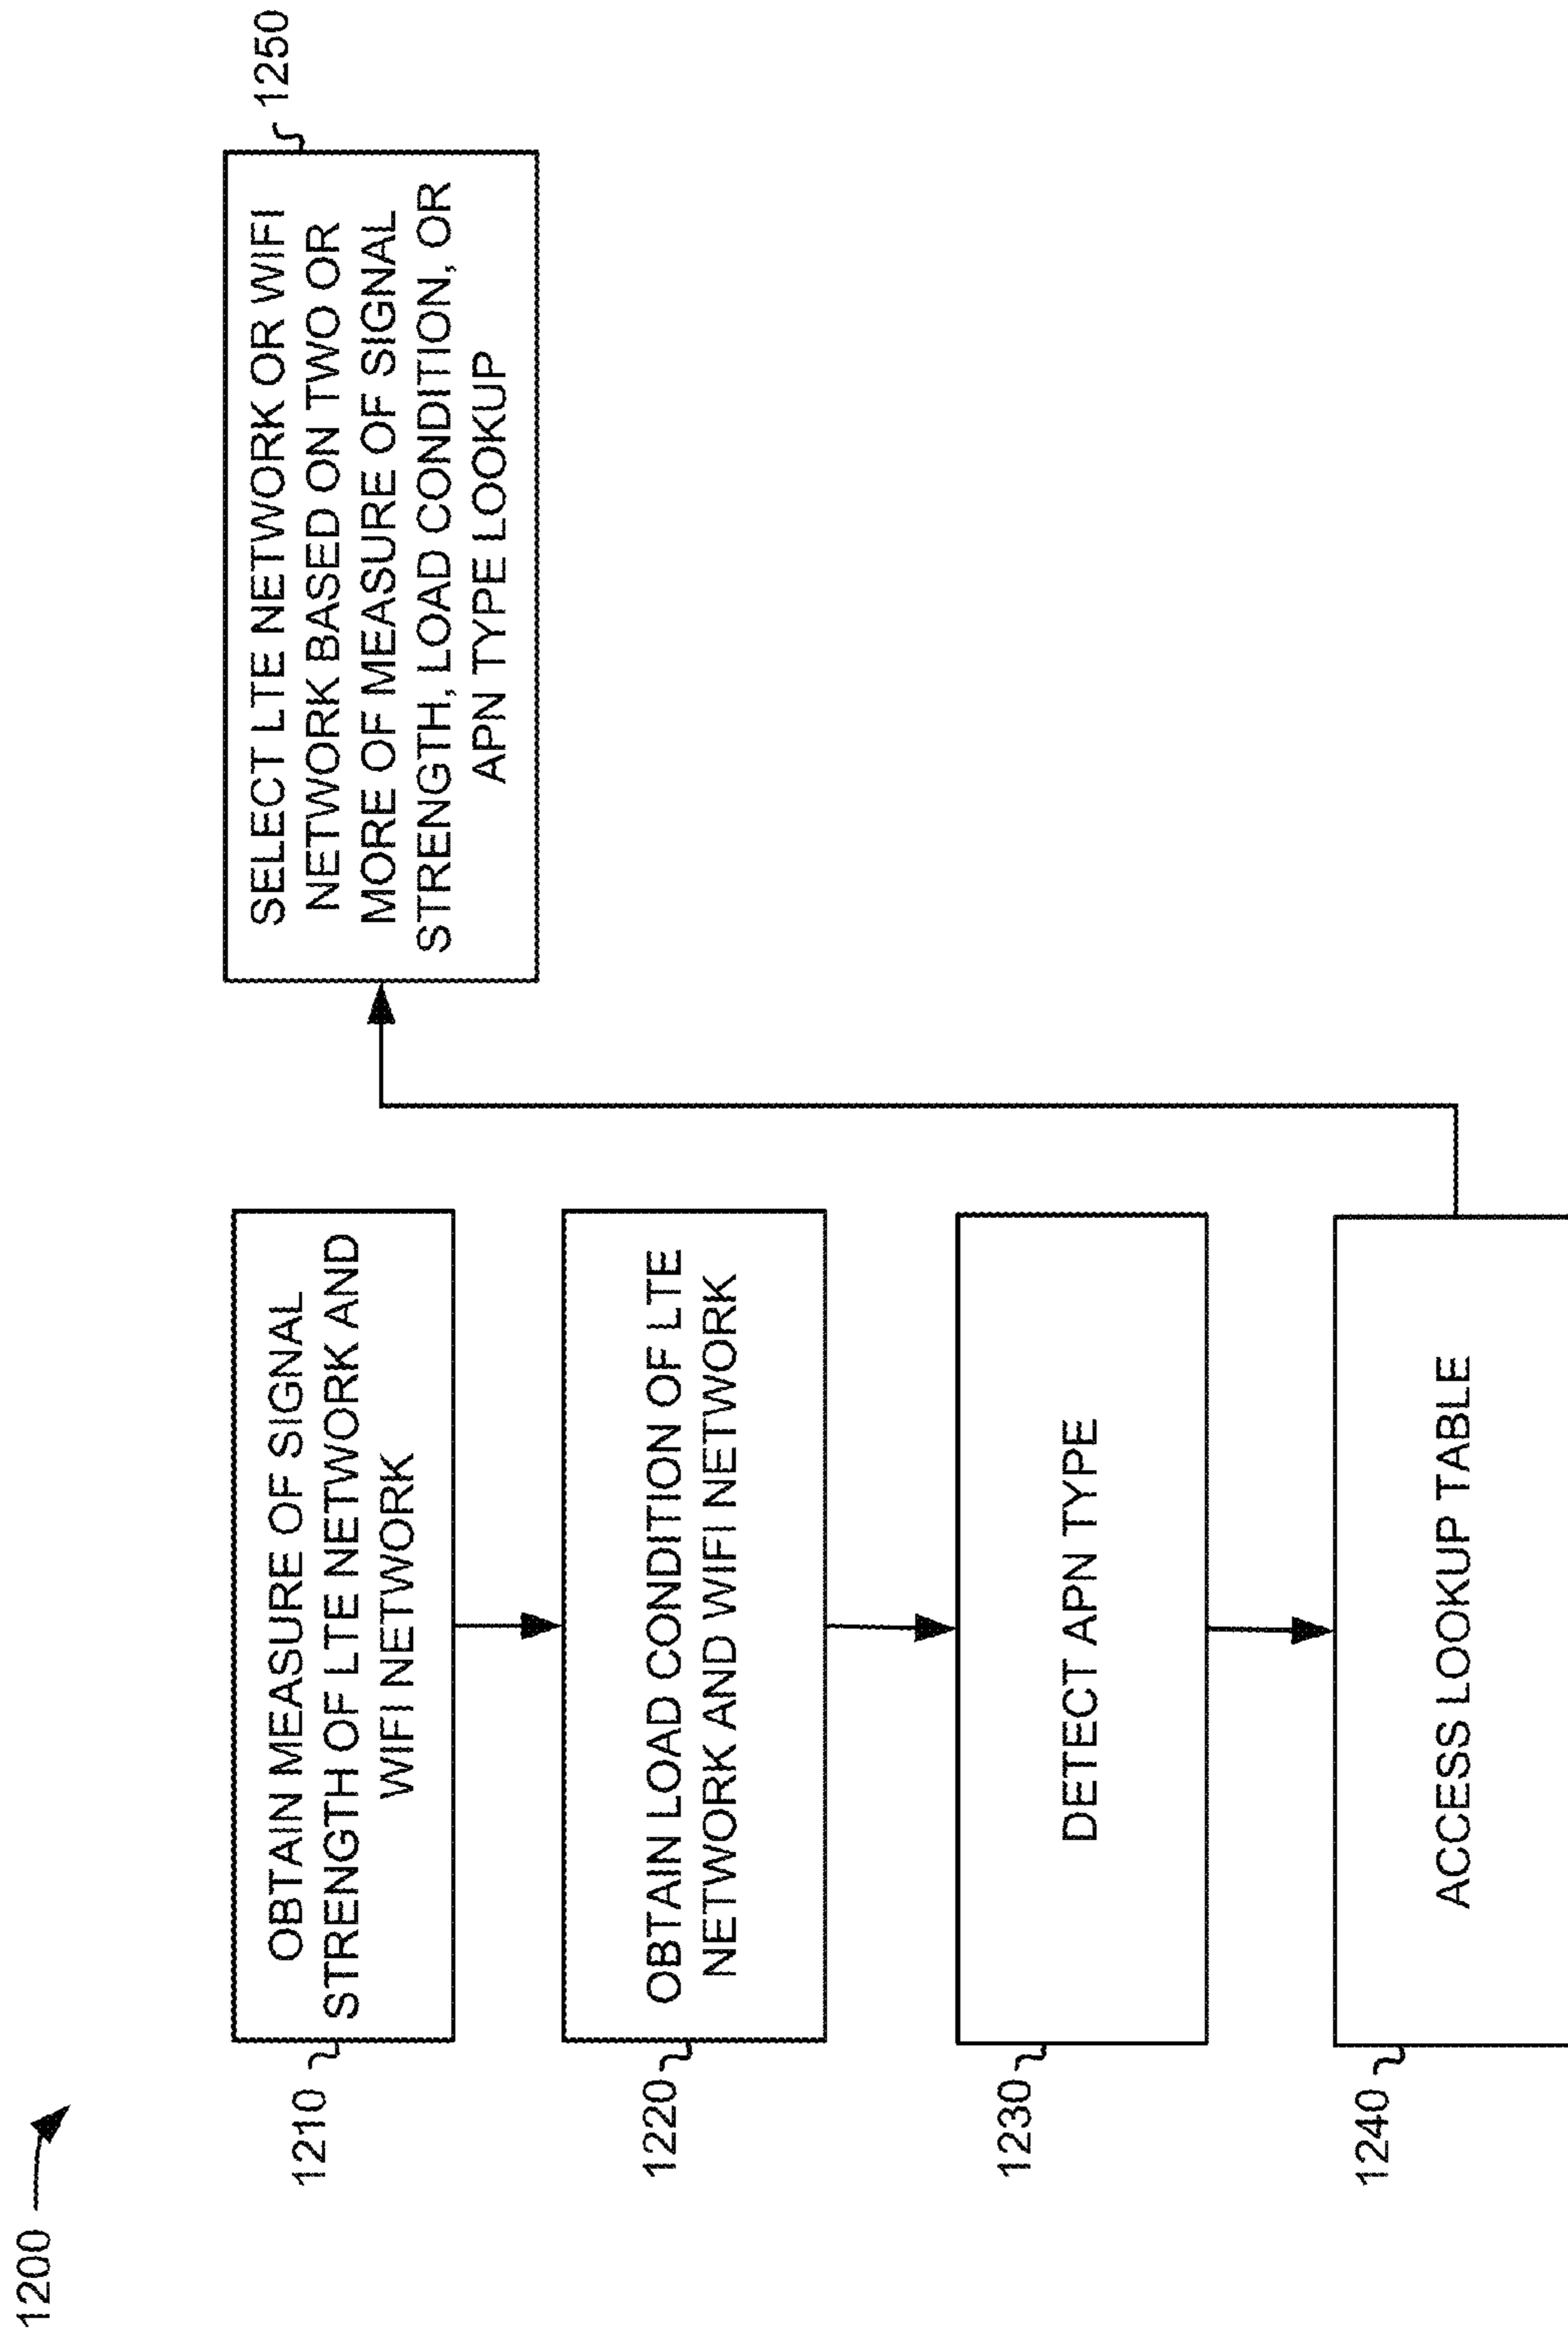 1200
1210
OBTAIN MEASURE OF SIGNAL
STRENGTH OF LTE NETWORK AND
WIFI NETWORK
1220
OBTAIN LOAD CONDITION OF LTE
NETWORK AND WIFI NETWORK
1230
DETECT APN TYPE
1240
ACCESS LOOKUP TABLE
1250
SELECT LTE NETWORK OR WIFI
NETWORK BASED ON TWO OR
MORE OF MEASURE OF SIGNAL
STRENGTH, LOAD CONDITION, OR
APN TYPE LOOKUP